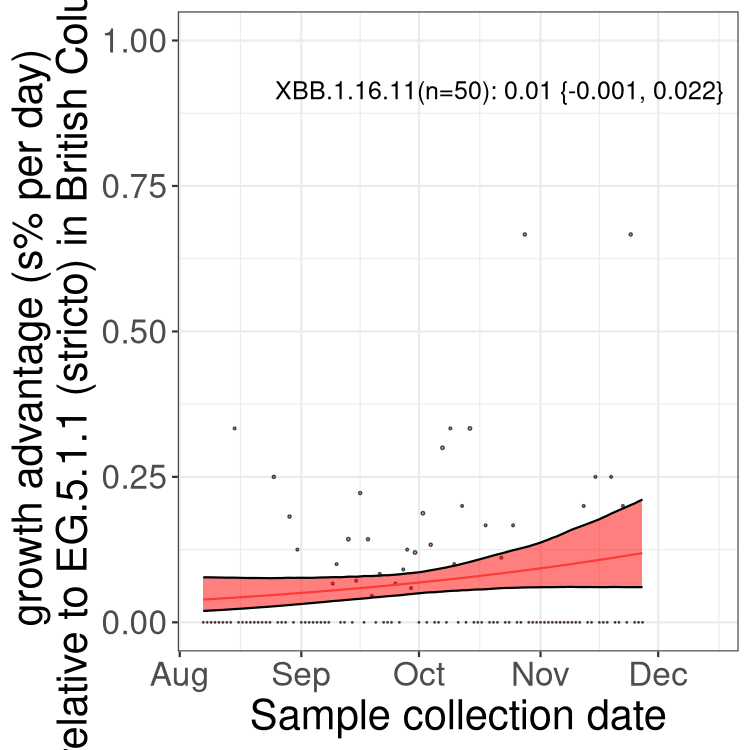 growth advantage (s% per day)
relative to EG.5.1.1 (stricto) in British Colu
1.00
0.75
0.50
0.25
0.00
XBB.1.16.11(n=50): 0.01 {-0.001, 0.022}
Aug Sep Oct Nov Dec
Sample collection date